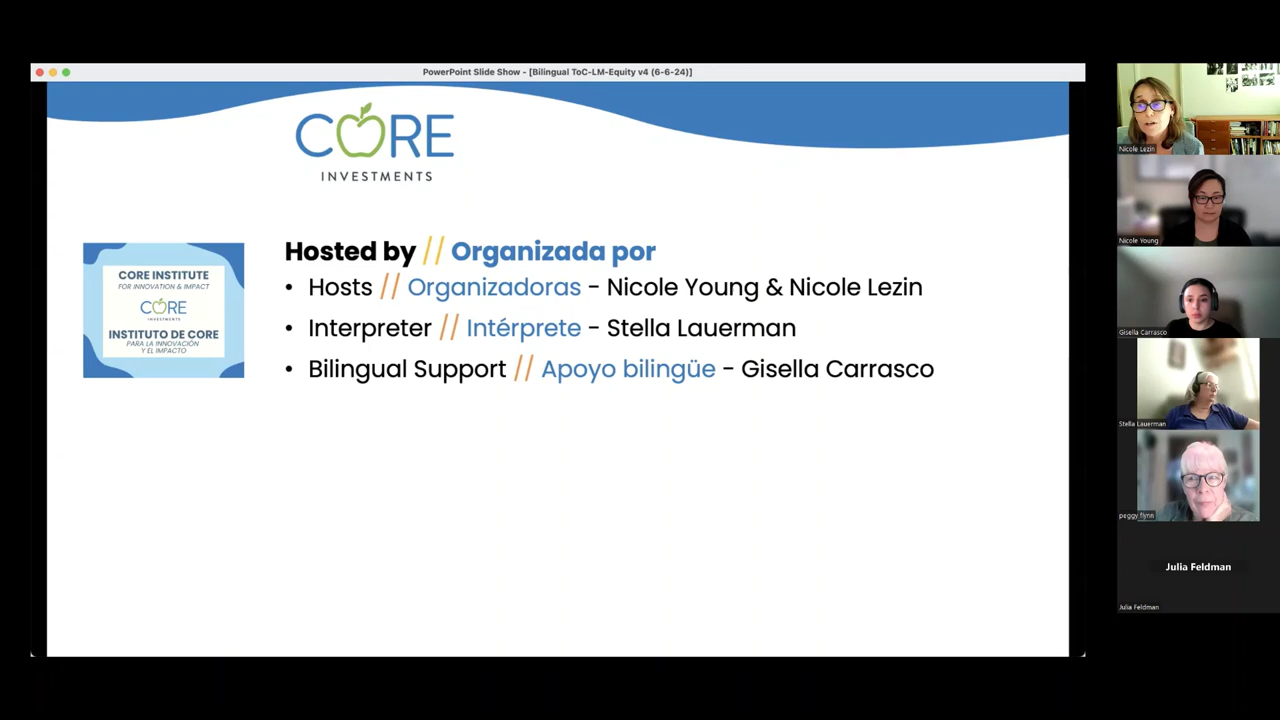 PowerPoint Slide Show - [Bilingual ToC-LM-Equity v4 (6-6-24)]
CORE
INVESTMENTS
CORE INSTITUTE
FOR INNOVATION & IMPACT
CORE
INVESTMENTS
INSTITUTO DE CORE
PARA LA INNOVACIÓN
Y EL IMPACTO
Hosted by // Organizada por
• Hosts // Organizadoras - Nicole Young & Nicole Lezin
• Interpreter // Intérprete - Stella Lauerman
• Bilingual Support // Apoyo bilingüe - Gisella Carrasco
Nicole Lezin
Nicole Young
Gisella Carrasco
Stella Lauerman
peggy flynn
Julia Feldman
Julia Feldman